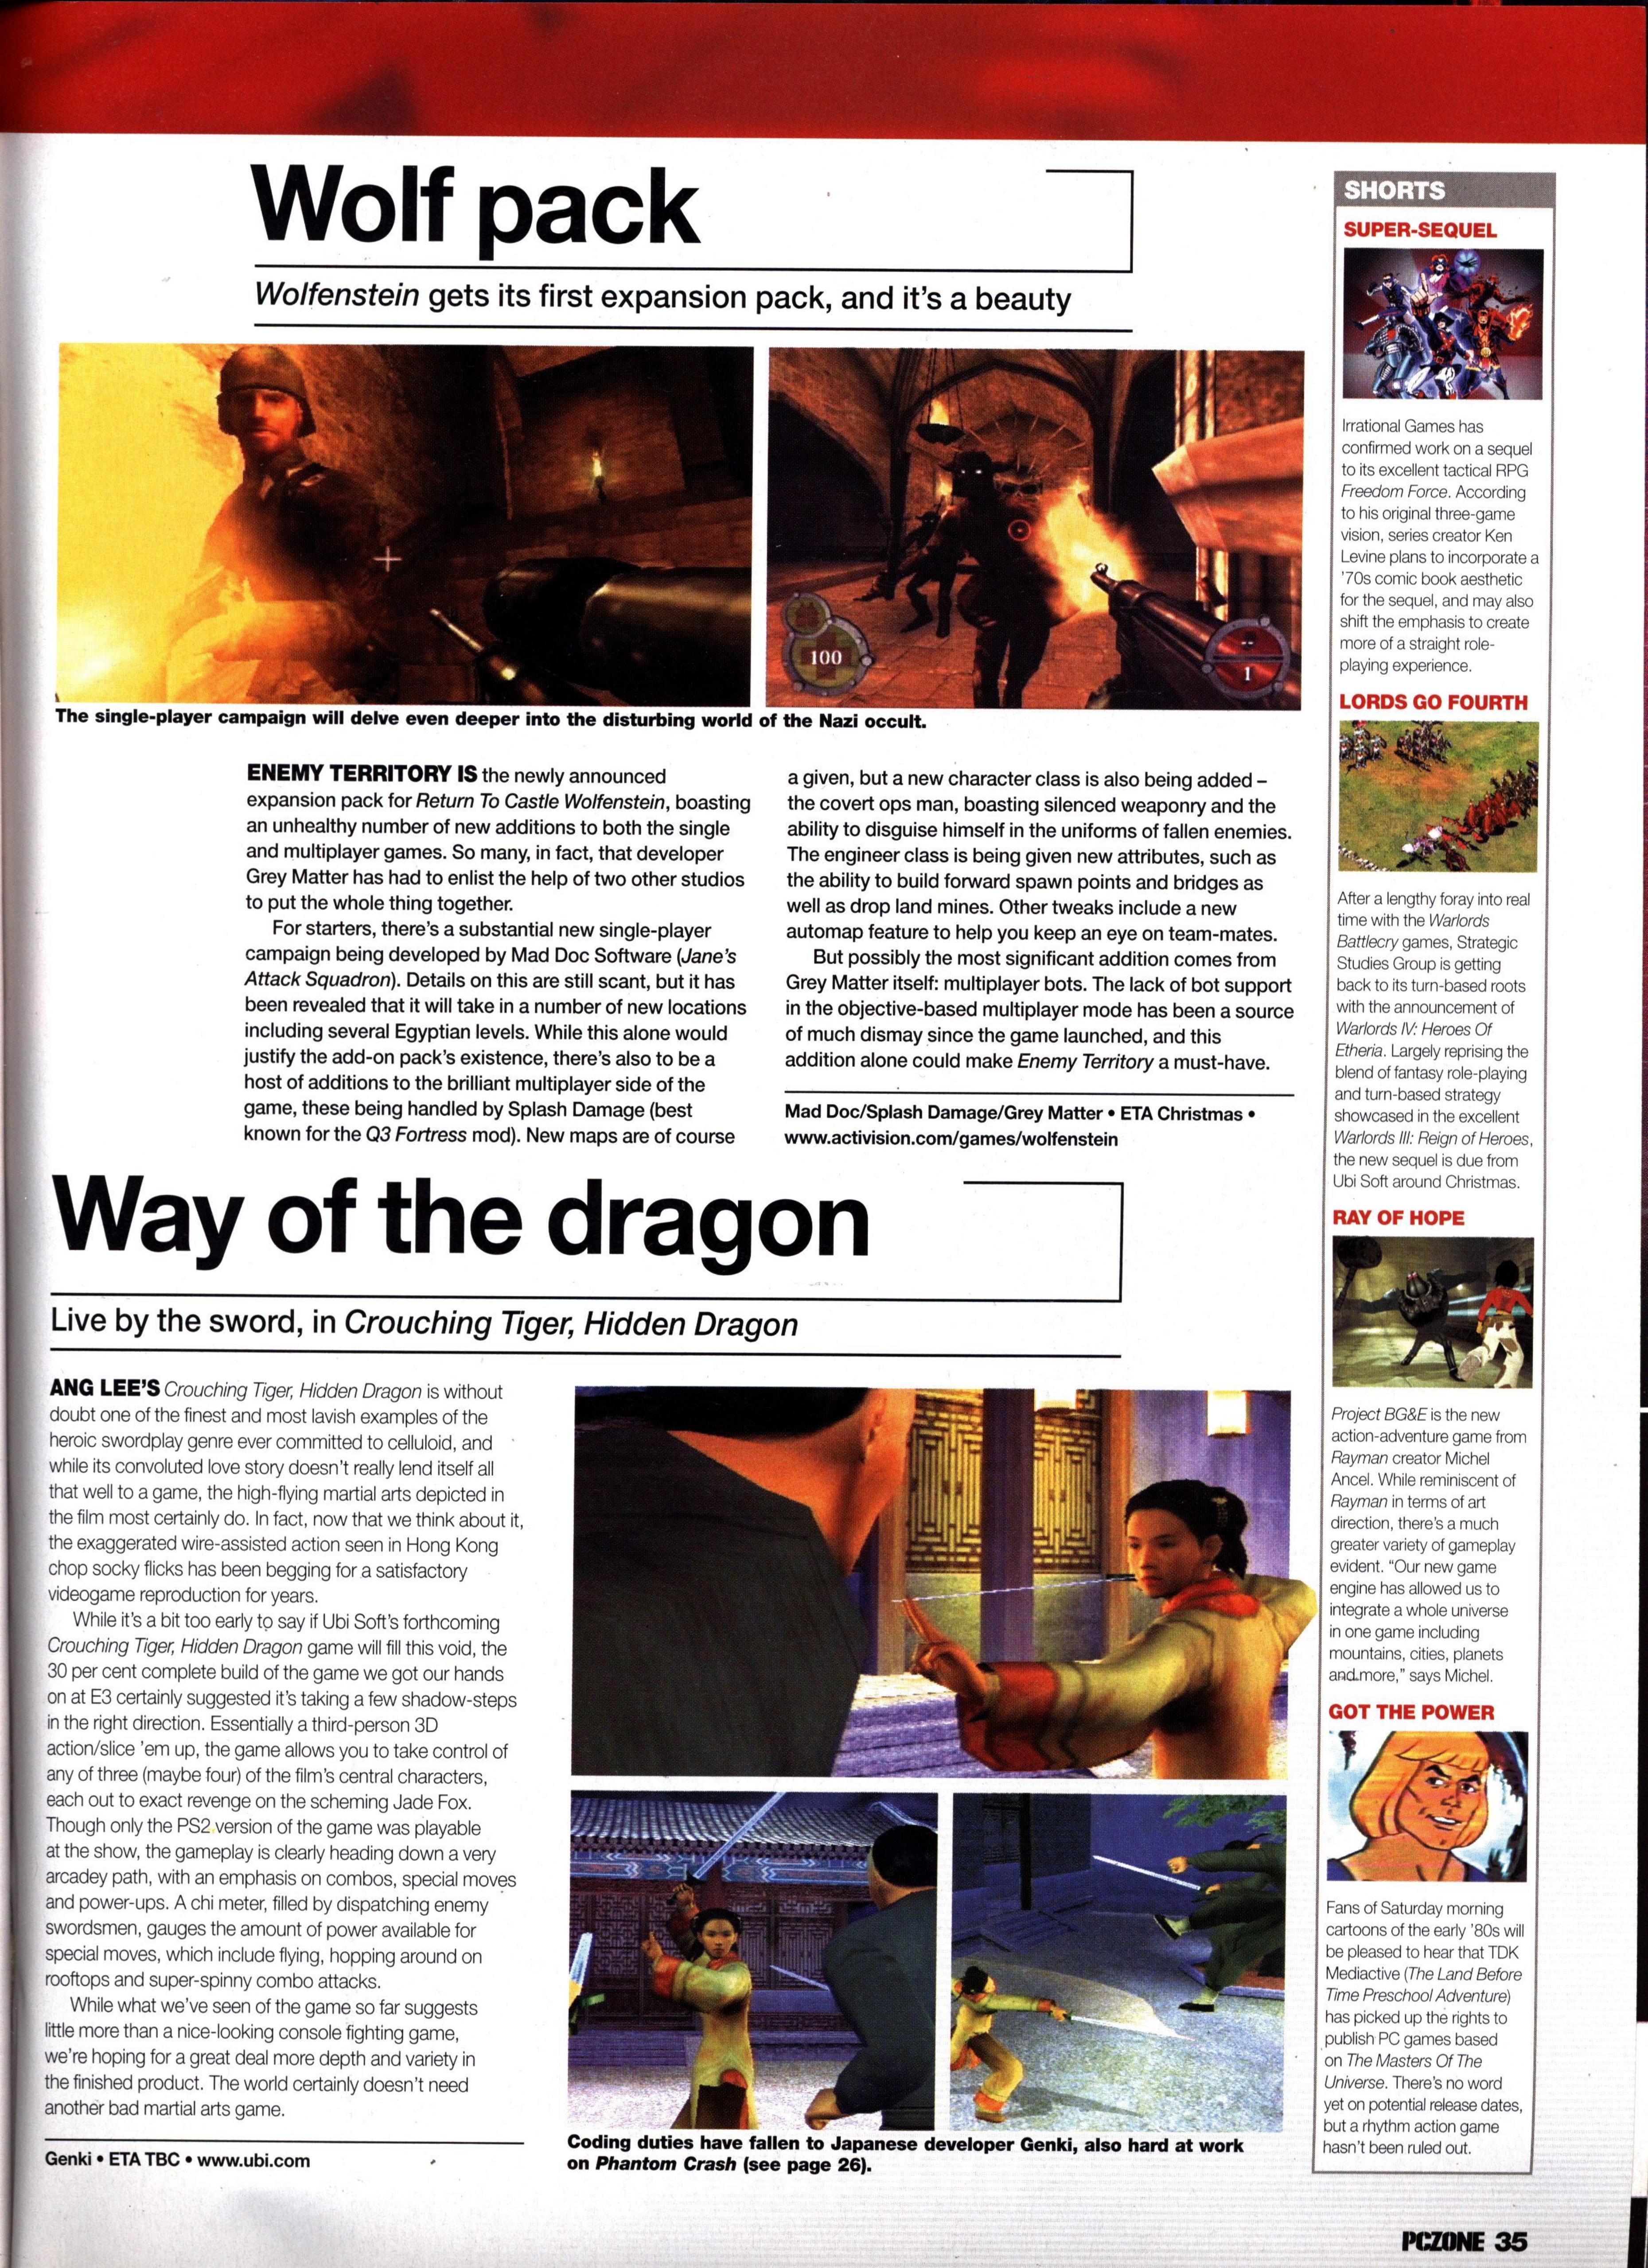 Wolf pack
Wolfenstein gets its first expansion pack, and it's a beauty
100
--
1
The single-player campaign will delve even deeper into the disturbing world of the Nazi occult.
ENEMY TERRITORY IS the newly announced
expansion pack for Return To Castle Wolfenstein, boasting
an unhealthy number of new additions to both the single
and multiplayer games. So many, in fact, that developer
Grey Matter has had to enlist the help of two other studios
to put the whole thing together.
For starters, there's a substantial new single-player
campaign being developed by Mad Doc Software (Jane's
Attack Squadron). Details on this are still scant, but it has
been revealed that it will take in a number of new locations
including several Egyptian levels. While this alone would
justify the add-on pack's existence, there's also to be a
host of additions to the brilliant multiplayer side of the
game, these being handled by Splash Damage (best
known for the Q3 Fortress mod). New maps are of course
a given, but a new character class is also being added –
the covert ops man, boasting silenced weaponry and the
ability to disguise himself in the uniforms of fallen enemies.
The engineer class is being given new attributes, such as
the ability to build forward spawn points and bridges as
well as drop land mines. Other tweaks include a new
automap feature to help you keep an eye on team-mates.
But possibly the most significant addition comes from
Grey Matter itself: multiplayer bots. The lack of bot support
in the objective-based multiplayer mode has been a source
of much dismay since the game launched, and this
addition alone could make Enemy Territory a must-have.
Mad Doc/Splash Damage/Grey Matter • ETA Christmas •
www.activision.com/games/wolfenstein
Way of the dragon
Live by the sword, in Crouching Tiger, Hidden Dragon
ANG LEE'S Crouching Tiger, Hidden Dragon is without
doubt one of the finest and most lavish examples of the
heroic swordplay genre ever committed to celluloid, and
while its convoluted love story doesn't really lend itself all
that well to a game, the high-flying martial arts depicted in
the film most certainly do. In fact, now that we think about it,
the exaggerated wire-assisted action seen in Hong Kong
chop socky flicks has been begging for a satisfactory
videogame reproduction for years.
While it's a bit too early to say if Ubi Soft's forthcoming
Crouching Tiger, Hidden Dragon game will fill this void, the
30 per cent complete build of the game we got our hands
on at E3 certainly suggested it's taking a few shadow-steps
in the right direction. Essentially a third-person 3D
action/slice 'em up, the game allows you to take control of
any of three (maybe four) of the film's central characters,
each out to exact revenge on the scheming Jade Fox.
Though only the PS2 version of the game was playable
at the show, the gameplay is clearly heading down a very
arcadey path, with an emphasis on combos, special moves
and power-ups. A chi meter, filled by dispatching enemy
swordsmen, gauges the amount of power available for
special moves, which include flying, hopping around on
rooftops and super-spinny combo attacks.
While what we've seen of the game so far suggests
little more than a nice-looking console fighting game,
we're hoping for a great deal more depth and variety in
the finished product. The world certainly doesn't need
another bad martial arts game.
Genki • ETA TBC • www.ubi.com
Coding duties have fallen to Japanese developer Genki, also hard at work
on Phantom Crash (see page 26).
SHORTS
SUPER-SEQUEL
Irrational Games has
confirmed work on a sequel
to its excellent tactical RPG
Freedom Force. According
to his original three-game
vision, series creator Ken
Levine plans to incorporate a
'70s comic book aesthetic
for the sequel, and may also
shift the emphasis to create
more of a straight role-
playing experience.
LORDS GO FOURTH
After a lengthy foray into real
time with the Warlords
Battlecry games, Strategic
Studies Group is getting
back to its turn-based roots
with the announcement of
Warlords IV: Heroes Of
Etheria. Largely reprising the
blend of fantasy role-playing
and turn-based strategy
showcased in the excellent
Warlords III: Reign of Heroes,
the new sequel is due from
Ubi Soft around Christmas.
RAY OF HOPE
Project BG&E is the new
action-adventure game from
Rayman creator Michel
Ancel. While reminiscent of
Rayman in terms of art
direction, there's a much
greater variety of gameplay
evident. "Our new game
engine has allowed us to
integrate a whole universe
in one game including
mountains, cities, planets
and more," says Michel.
GOT THE POWER
Fans of Saturday morning
cartoons of the early '80s will
be pleased to hear that TDK
Mediactive (The Land Before
Time Preschool Adventure)
has picked up the rights to
publish PC games based
on The Masters Of The
Universe. There's no word
yet on potential release dates,
but a rhythm action game
hasn't been ruled out.
PCZONE 35